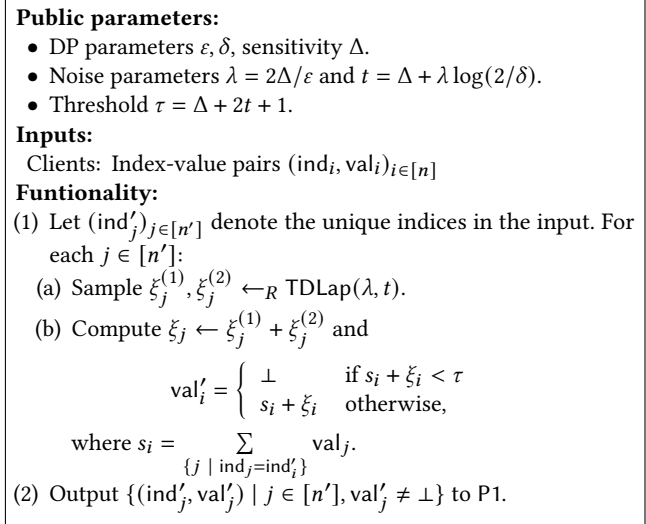 Public parameters:
• DP parameters ε, δ, sensitivity Δ.
• Noise parameters λ = 2Δ/ε and t = Δ + λ log(2/δ).
• Threshold τ = Δ + 2t + 1.
Inputs:
Clients: Index-value pairs (ind_i, val_i)_{i∈[n]}
Funtionality:
(1) Let (ind′_j)_{j∈[n′]} denote the unique indices in the input. For
each j ∈ [n′]:
(a) Sample ξ_j^{(1)}, ξ_j^{(2)} ←_R TDLap(λ, t).
(b) Compute ξ_j ← ξ_j^{(1)} + ξ_j^{(2)} and
val′_i = { ⊥ if s_i + ξ_i < τ
s_i + ξ_i otherwise,
where s_i = ∑_{{j | ind_j=ind′_i}} val_j.
(2) Output {(ind′_j, val′_j) | j ∈ [n′], val′_j ≠ ⊥} to P1.